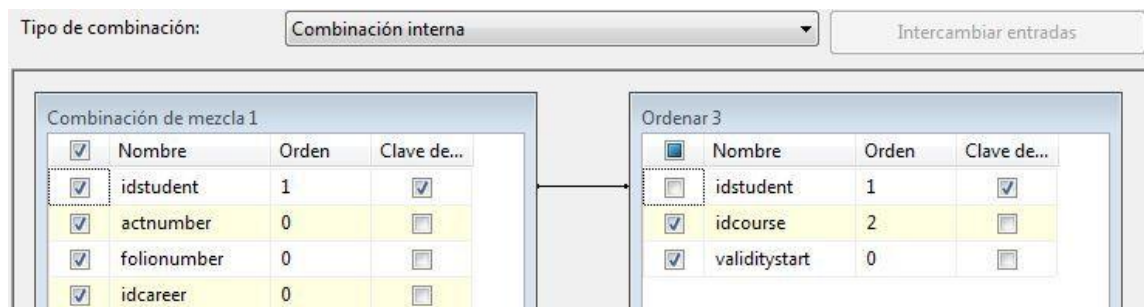 Tipo de combinación: Combinación interna Intercambiar entradas
Combinación de mezcla 1 Ordenar 3
Nombre Orden Clave de... Nombre Orden Clave de...
idstudent 1 idstudent 1
actnumber 0 idcourse 2
folionumber 0 validitystart 0
idcareer 0